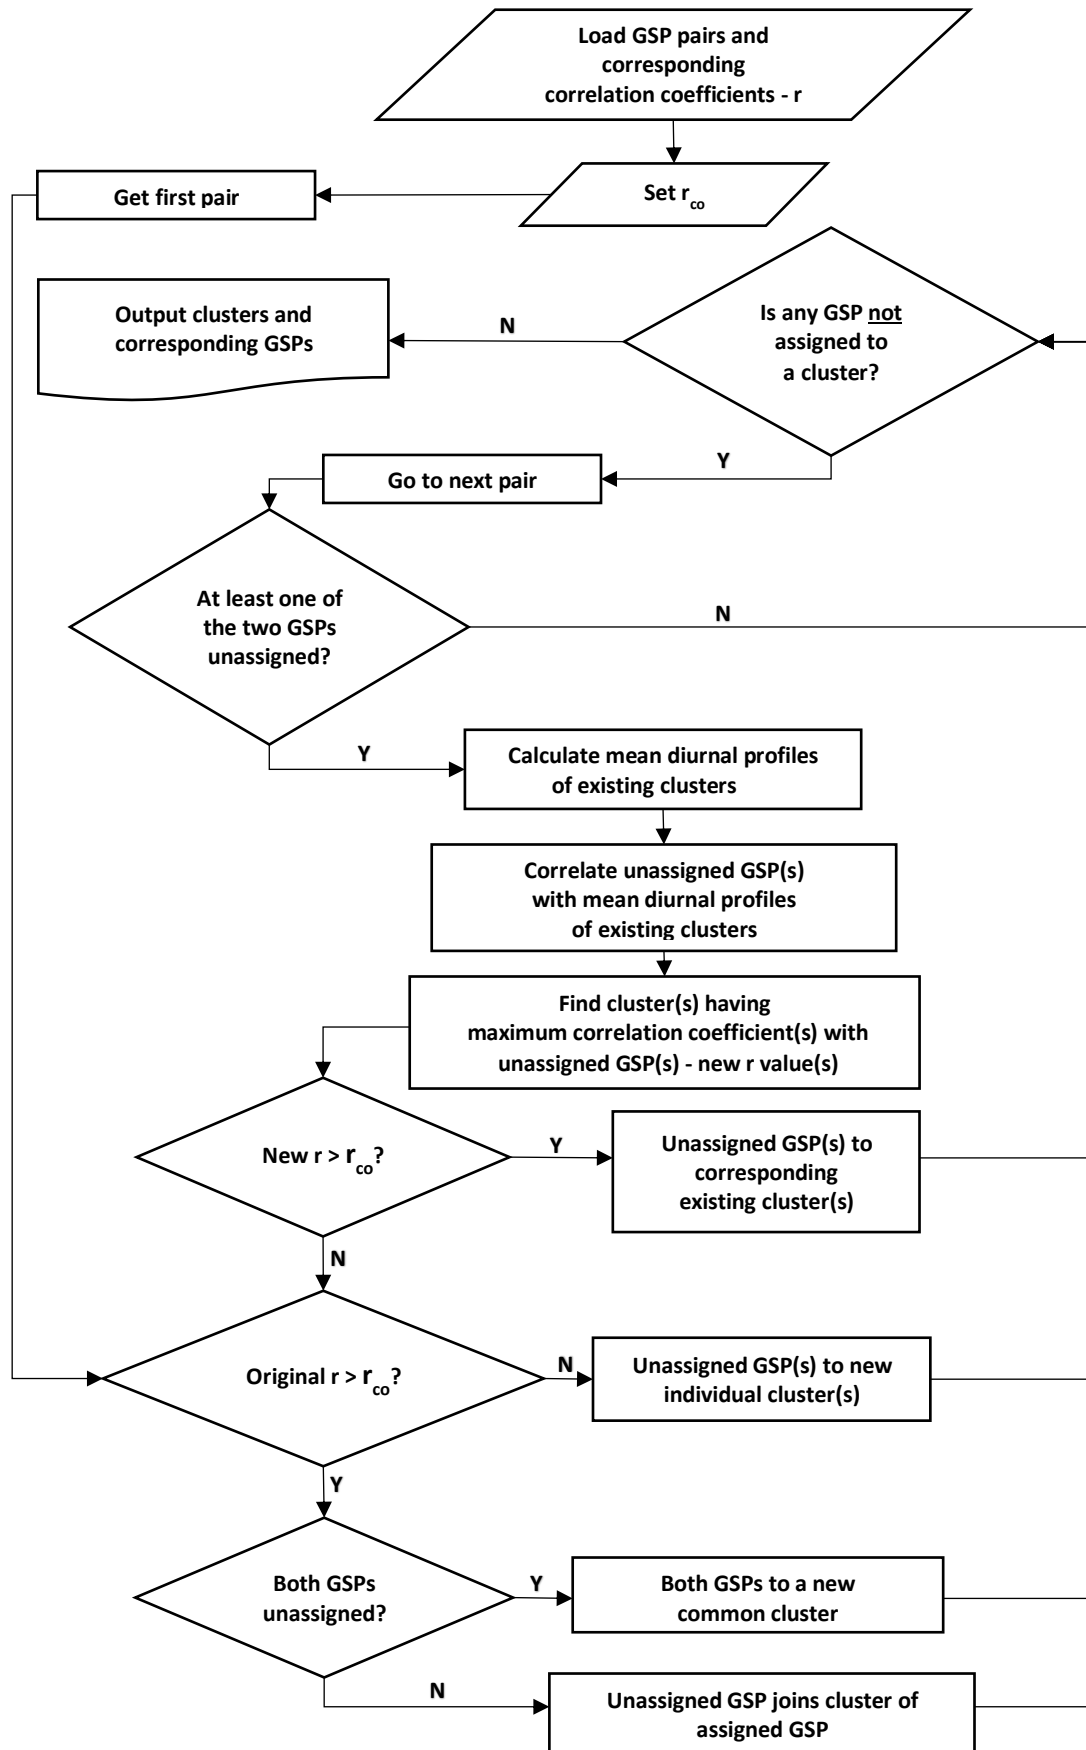 Load GSP pairs and
corresponding
correlation coefficients - r
Set rco
Get first pair
Is any GSP not
assigned to
a cluster?
N
Output clusters and
corresponding GSPs
Y
Go to next pair
At least one of
the two GSPs
unassigned?
N
Y
Calculate mean diurnal profiles
of existing clusters
Correlate unassigned GSP(s)
with mean diurnal profiles
of existing clusters
Find cluster(s) having
maximum correlation coefficient(s) with
unassigned GSP(s) - new r value(s)
New r > rco?
Y
Unassigned GSP(s) to
corresponding
existing cluster(s)
N
Original r > rco?
N
Unassigned GSP(s) to new
individual cluster(s)
Y
Both GSPs
unassigned?
Y
Both GSPs to a new
common cluster
N
Unassigned GSP joins cluster of
assigned GSP